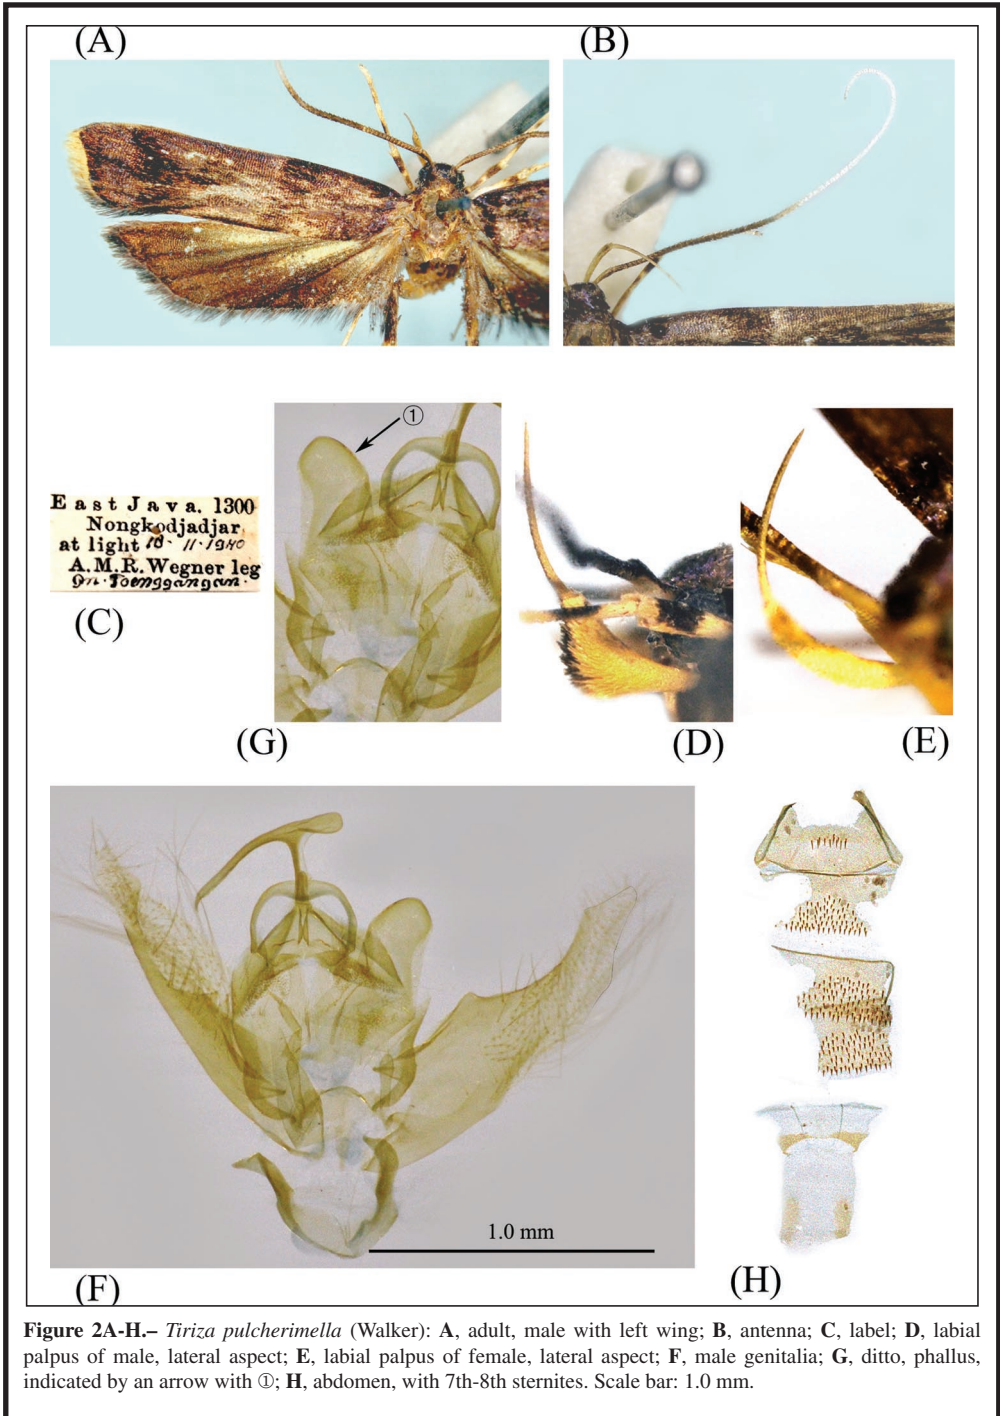 (A)
(B)
①
East Java. 1300
Nongkodjadjar
at light 18. 11. 1940
A.M.R. Wegner leg
Gn. Toenggangan.
(C)
(G)
(D)
(E)
1.0 mm
(F)
(H)
Figure 2A-H.– Tiriza pulcherimella (Walker): A, adult, male with left wing; B, antenna; C, label; D, labial
palpus of male, lateral aspect; E, labial palpus of female, lateral aspect; F, male genitalia; G, ditto, phallus,
indicated by an arrow with ①; H, abdomen, with 7th-8th sternites. Scale bar: 1.0 mm.